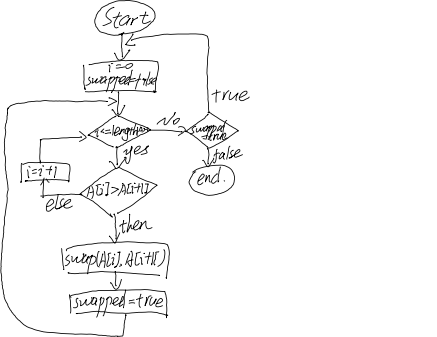 Start
i=0
swapped=false
true
i<=length
No
swapped
=true
yes
false
i=i+1
A[i]>A[i+1]
end.
else
then
swap(A[i],A[i+1])
swapped=true